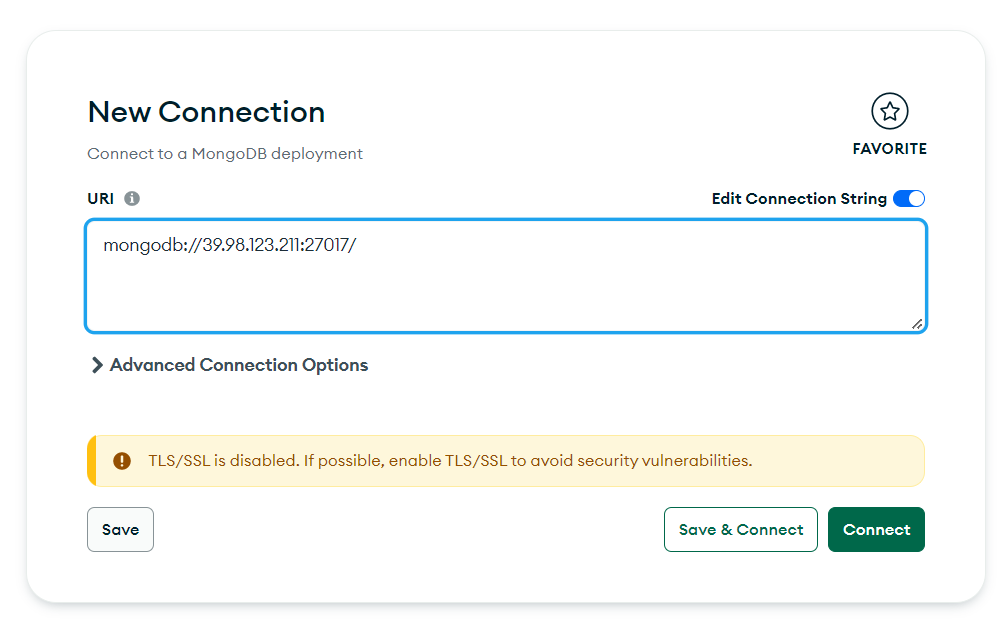 New Connection
FAVORITE
Connect to a MongoDB deployment
URI
Edit Connection String
mongodb://39.98.123.211:27017/
Advanced Connection Options
TLS/SSL is disabled. If possible, enable TLS/SSL to avoid security vulnerabilities.
Save
Save & Connect
Connect